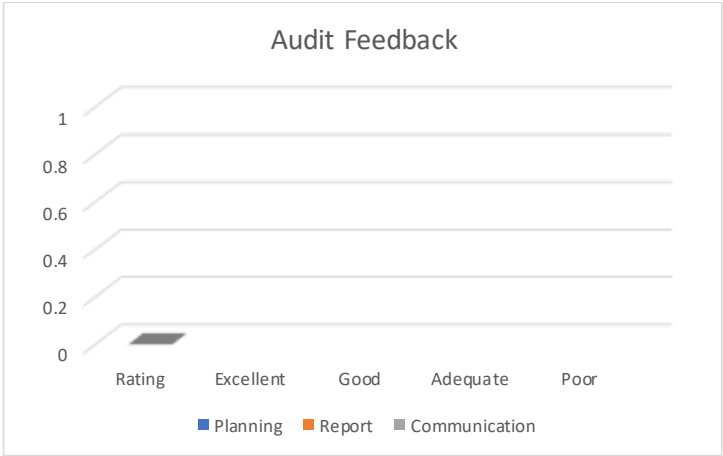 Audit Feedback
1
0.8
0.6
0.4
0.2
0
Rating Excellent Good Adequate Poor
Planning Report Communication